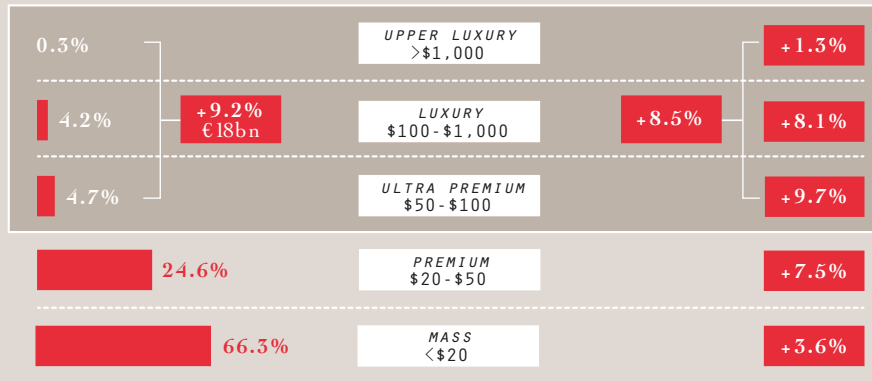 0.3%
UPPER LUXURY
>$1,000
+1.3%
4.2%
+9.2%
€18bn
LUXURY
$100-$1,000
+8.5%
+8.1%
4.7%
ULTRA PREMIUM
$50-$100
+9.7%
24.6%
PREMIUM
$20-$50
+7.5%
66.3%
MASS
<$20
+3.6%